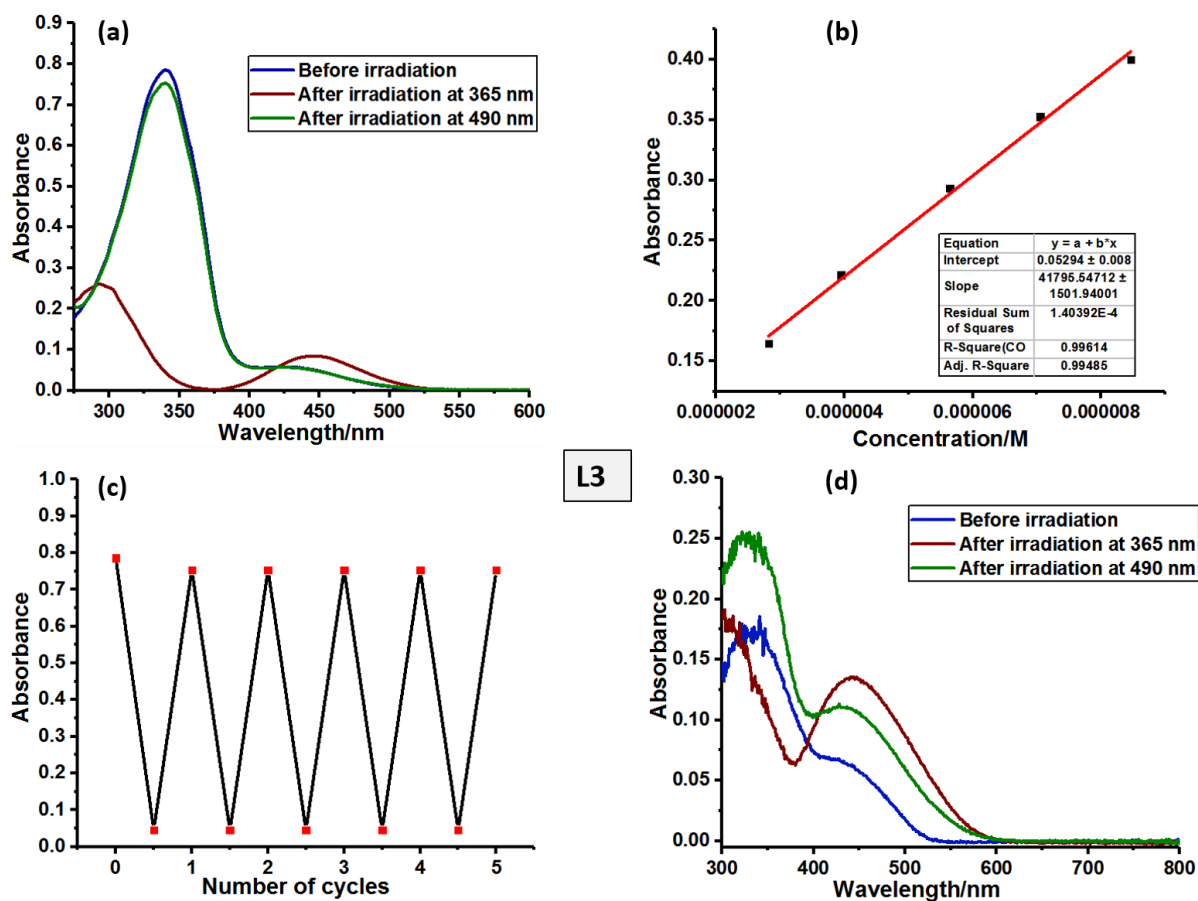 (a)
Before irradiation
After irradiation at 365 nm
After irradiation at 490 nm
Absorbance
0.9
0.8
0.7
0.6
0.5
0.4
0.3
0.2
0.1
0.0
300 350 400 450 500 550 600
Wavelength/nm
(b)
Absorbance
0.40
0.35
0.30
0.25
0.20
0.15
Equation y = a + b*x
Intercept 0.05294 ± 0.008
Slope 41795.54712 ± 1501.94001
Residual Sum of Squares 1.40392E-4
R-Square(CO 0.99614
Adj. R-Square 0.99485
0.000002 0.000004 0.000006 0.000008
Concentration/M
L3
(c)
Absorbance
1.0
0.9
0.8
0.7
0.6
0.5
0.4
0.3
0.2
0.1
0.0
0 1 2 3 4 5
Number of cycles
(d)
Before irradiation
After irradiation at 365 nm
After irradiation at 490 nm
Absorbance
0.30
0.25
0.20
0.15
0.10
0.05
0.00
300 400 500 600 700 800
Wavelength/nm